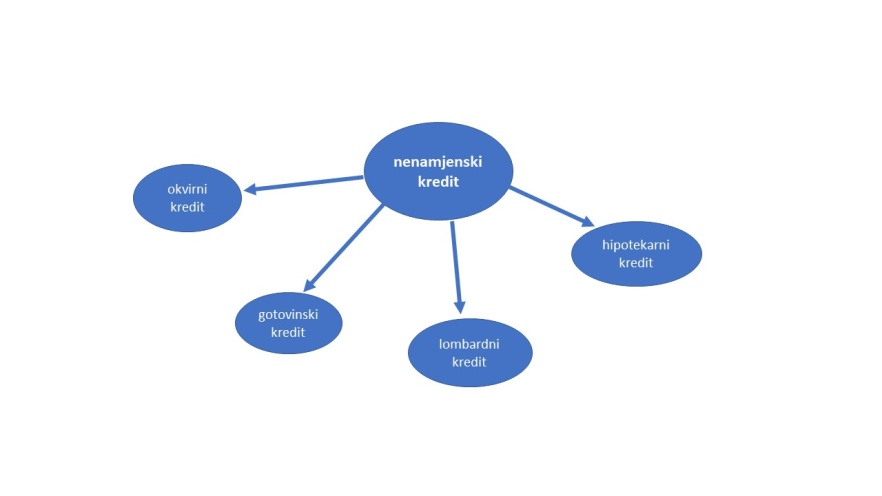 nenamjenski
kredit
okvirni
kredit
hipotekarni
kredit
gotovinski
kredit
lombardni
kredit